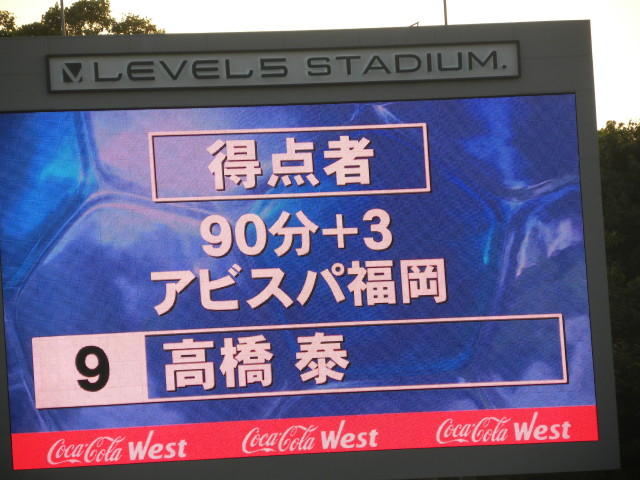 LEVEL5 STADIUM.
得点者
90分+3
アビスパ福岡
9 高橋 泰
Coca-Cola West Coca-Cola West Coca-Cola West